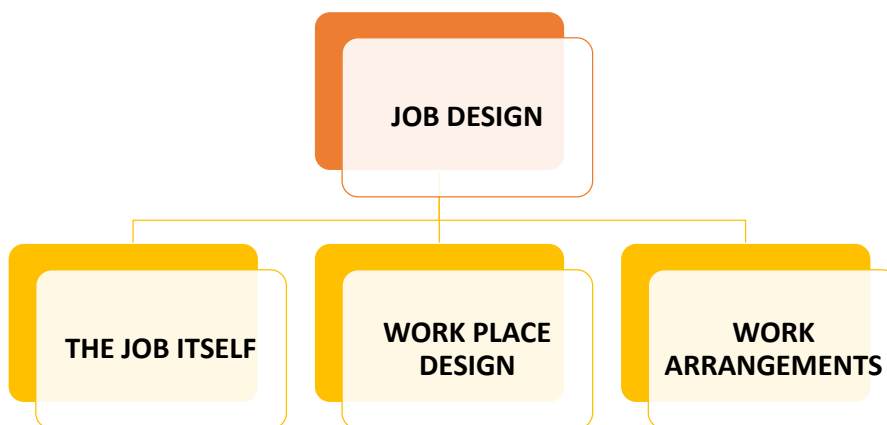 JOB DESIGN
THE JOB ITSELF
WORK PLACE
DESIGN
WORK
ARRANGEMENTS